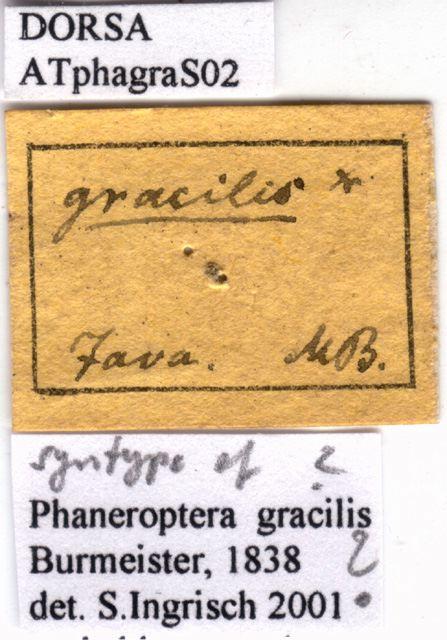 DORSA
ATphagraS02
gracilis *
Java. MB.
syntype of ?
Phaneroptera gracilis
Burmeister, 1838 ?
det. S.Ingrisch 2001